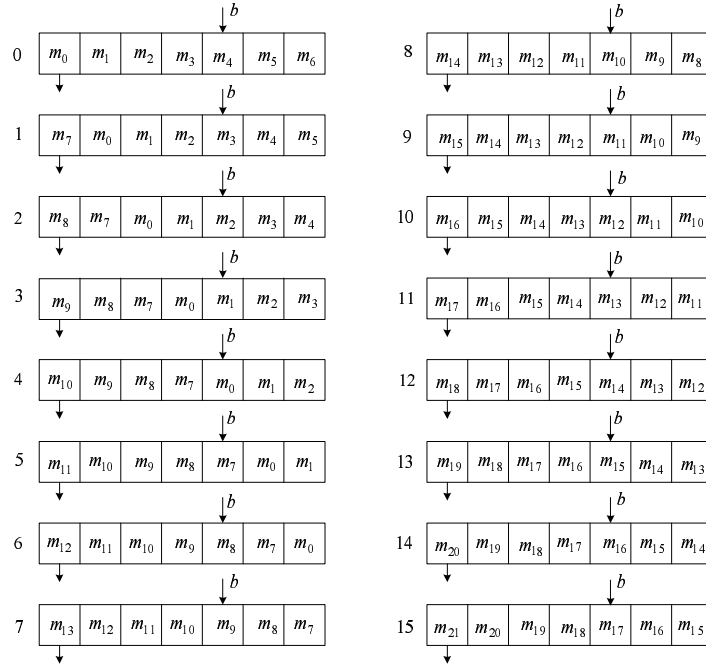 b
0 m₀ m₁ m₂ m₃ m₄ m₅ m₆
b
1 m₇ m₀ m₁ m₂ m₃ m₄ m₅
b
2 m₈ m₇ m₀ m₁ m₂ m₃ m₄
b
3 m₉ m₈ m₇ m₀ m₁ m₂ m₃
b
4 m₁₀ m₉ m₈ m₇ m₀ m₁ m₂
b
5 m₁₁ m₁₀ m₉ m₈ m₇ m₀ m₁
b
6 m₁₂ m₁₁ m₁₀ m₉ m₈ m₇ m₀
b
7 m₁₃ m₁₂ m₁₁ m₁₀ m₉ m₈ m₇
b
8 m₁₄ m₁₃ m₁₂ m₁₁ m₁₀ m₉ m₈
b
9 m₁₅ m₁₄ m₁₃ m₁₂ m₁₁ m₁₀ m₉
b
10 m₁₆ m₁₅ m₁₄ m₁₃ m₁₂ m₁₁ m₁₀
b
11 m₁₇ m₁₆ m₁₅ m₁₄ m₁₃ m₁₂ m₁₁
b
12 m₁₈ m₁₇ m₁₆ m₁₅ m₁₄ m₁₃ m₁₂
b
13 m₁₉ m₁₈ m₁₇ m₁₆ m₁₅ m₁₄ m₁₃
b
14 m₂₀ m₁₉ m₁₈ m₁₇ m₁₆ m₁₅ m₁₄
b
15 m₂₁ m₂₀ m₁₉ m₁₈ m₁₇ m₁₆ m₁₅